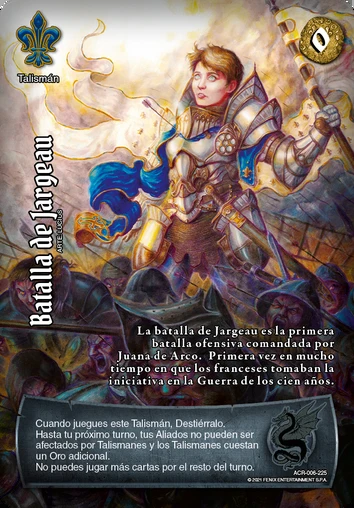 Talismán
0
Batalla de Jargeau
ARTE: LUCIUS
La batalla de Jargeau es la primera
batalla ofensiva comandada por
Juana de Arco. Primera vez en mucho
tiempo en que los franceses tomaban la
iniciativa en la Guerra de los cien años.
Cuando juegues este Talismán, Destiérralo.
Hasta tu próximo turno, tus Aliados no pueden ser
afectados por Talismanes y los Talismanes cuestan
un Oro adicional.
No puedes jugar más cartas por el resto del turno.
ACR-006-225
© 2021 FENIX ENTERTAINMENT S.P.A.